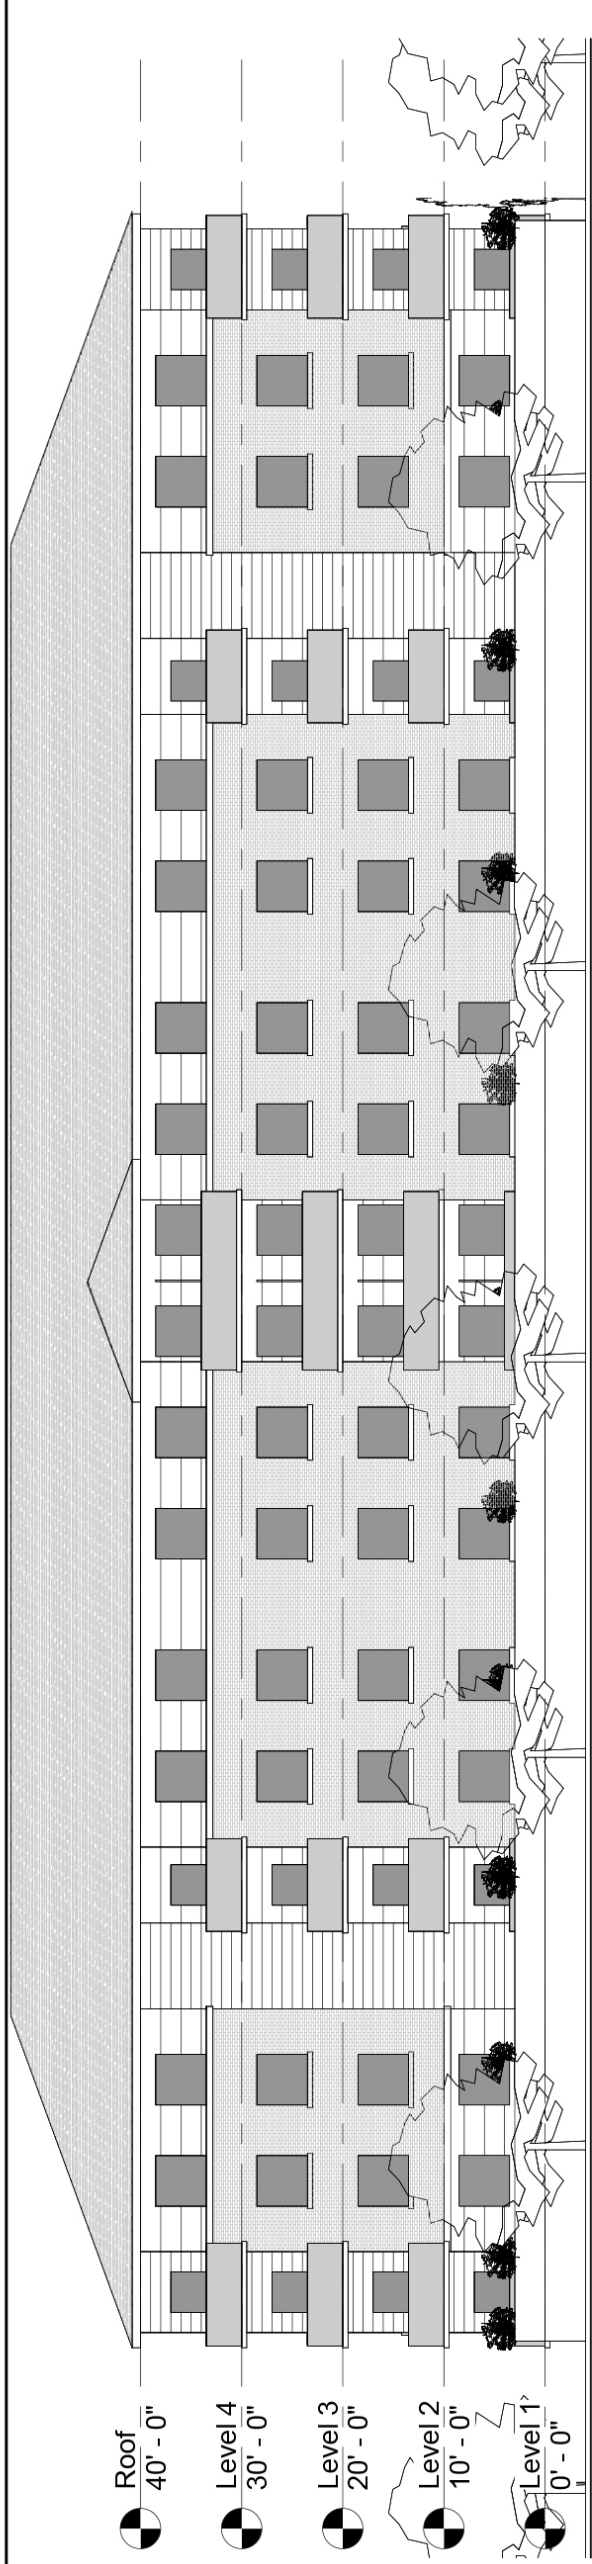 Roof
40' - 0"
Level 4
30' - 0"
Level 3
20' - 0"
Level 2
10' - 0"
Level 1
0' - 0"